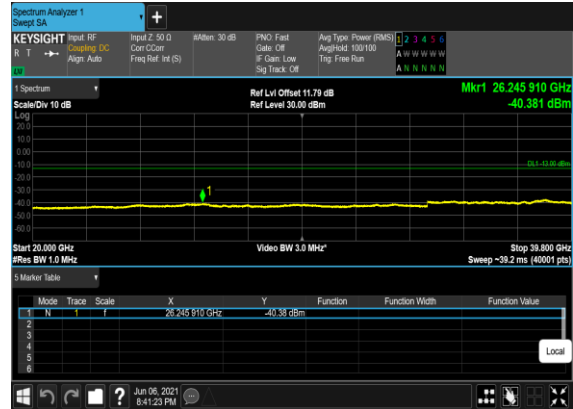 Spectrum Analyzer 1
Swept SA
+
KEYSIGHT Input: RF Input Z: 50 Ω #Atten: 30 dB PNO: Fast Avg Type: Power (RMS) 1 2 3 4 5 6
R T Coupling: DC Corr CCorr Gate: Off Avg|Hold: 100/100 A W W W W W
Align: Auto Freq Ref: Int (S) IF Gain: Low Trig: Free Run
Sig Track: Off A N N N N N
1 Spectrum
Ref Lvl Offset 11.79 dB Mkr1 26.245 910 GHz
Scale/Div 10 dB Ref Level 30.00 dBm -40.381 dBm
Log
20.0
10.0
0.00
-10.0
DL1 -13.00 dBm
-20.0
-30.0
1
-40.0
-50.0
-60.0
Start 20.000 GHz Video BW 3.0 MHz* Stop 39.800 GHz
#Res BW 1.0 MHz Sweep ~39.2 ms (40001 pts)
5 Marker Table
Mode Trace Scale X Y Function Function Width Function Value
1 N 1 f 26.245 910 GHz -40.38 dBm
2
3
4
5
6
Local
? Jun 06, 2021
8:41:23 PM